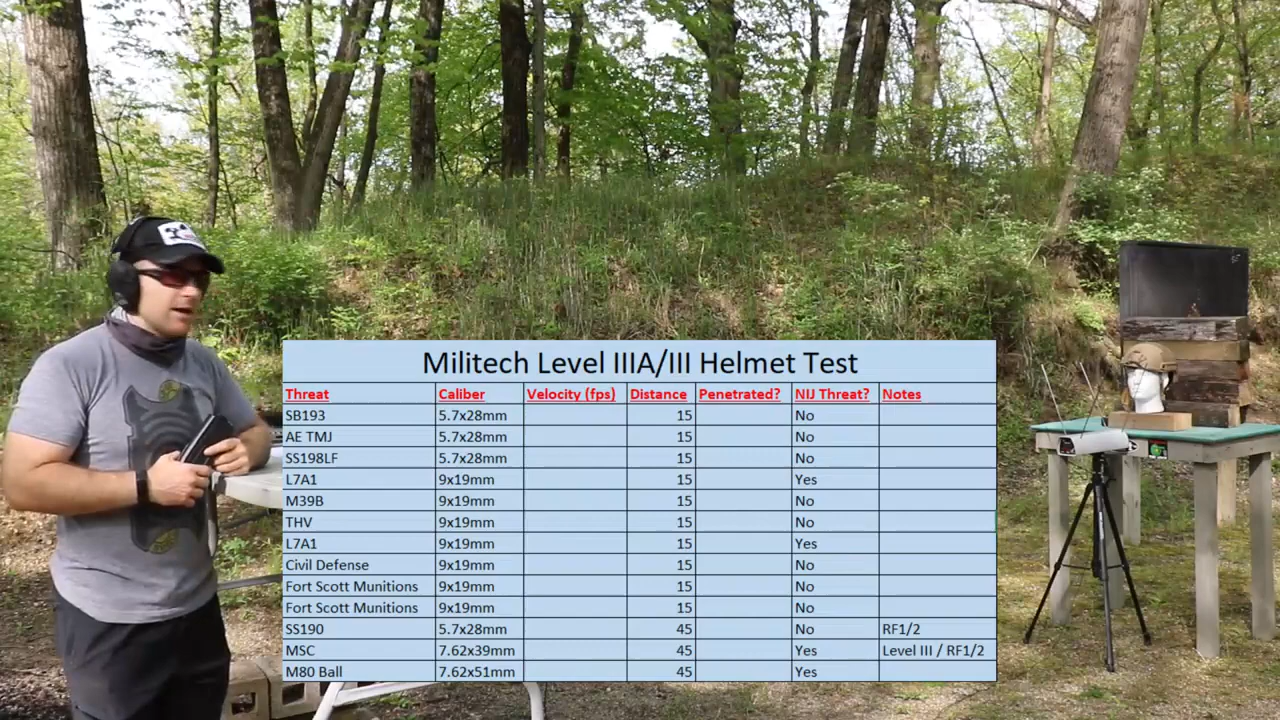 Militech Level IIIA/III Helmet Test
Threat Caliber Velocity (fps) Distance Penetrated? NIJ Threat? Notes
SB193 5.7x28mm 15 No
AE TMJ 5.7x28mm 15 No
SS198LF 5.7x28mm 15 No
L7A1 9x19mm 15 Yes
M39B 9x19mm 15 No
THV 9x19mm 15 No
L7A1 9x19mm 15 Yes
Civil Defense 9x19mm 15 No
Fort Scott Munitions 9x19mm 15 No
Fort Scott Munitions 9x19mm 15 No
SS190 5.7x28mm 45 No RF1/2
MSC 7.62x39mm 45 Yes Level III / RF1/2
M80 Ball 7.62x51mm 45 Yes